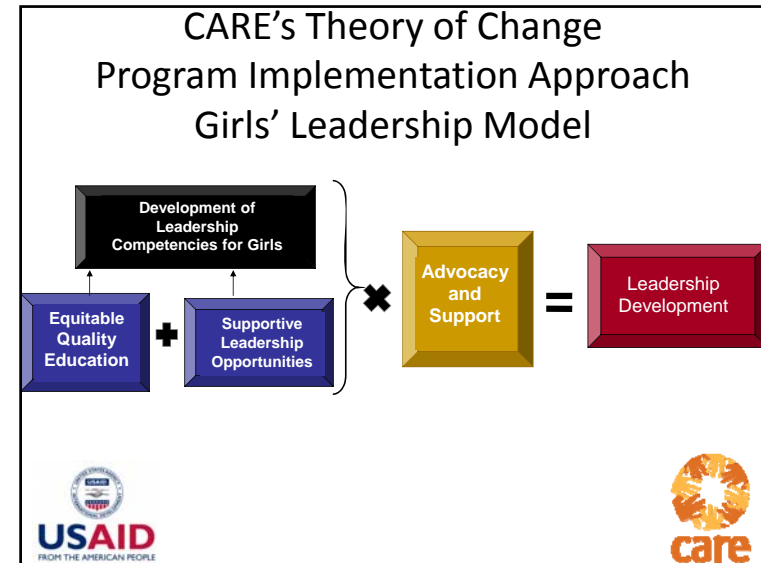 CARE’s Theory of Change
Program Implementation Approach
Girls’ Leadership Model
Development of
Leadership
Competencies for Girls
Equitable
Quality
Education
+
Supportive
Leadership
Opportunities
×
Advocacy
and
Support
=
Leadership
Development
USAID
FROM THE AMERICAN PEOPLE
care